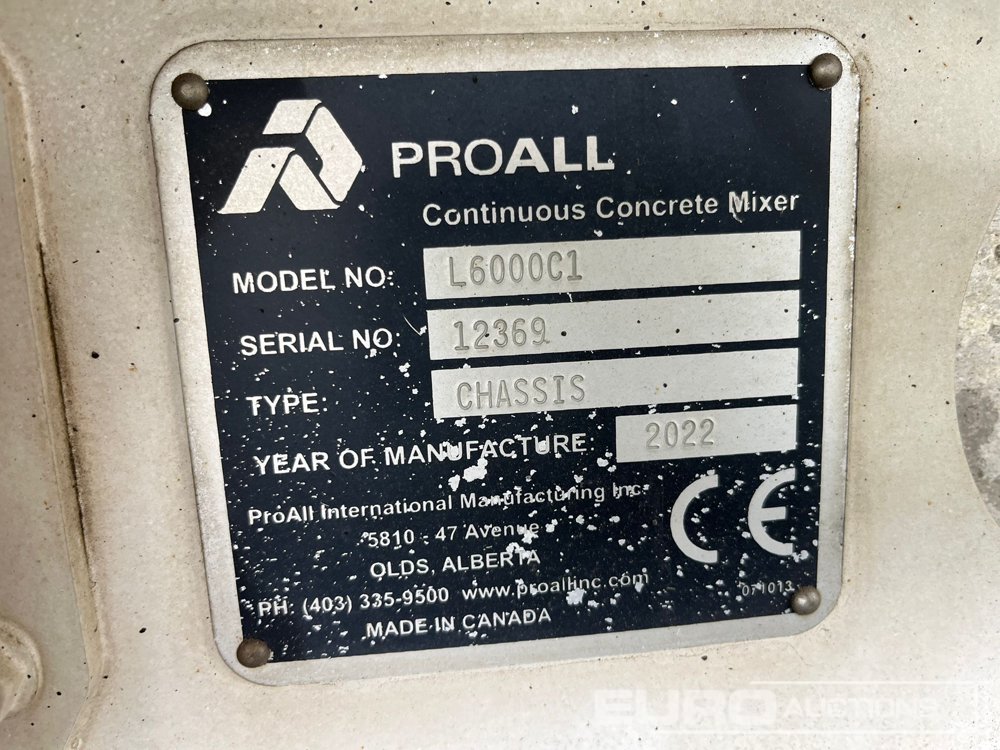 PROALL
Continuous Concrete Mixer
MODEL NO: L6000C1
SERIAL NO: 12369
TYPE: CHASSIS
YEAR OF MANUFACTURE: 2022
ProAll International Manufacturing Inc.
5810 - 47 Avenue
OLDS, ALBERTA
PH: (403) 335-9500 www.proallinc.com
MADE IN CANADA
CE
071013
EURO AUCTIONS